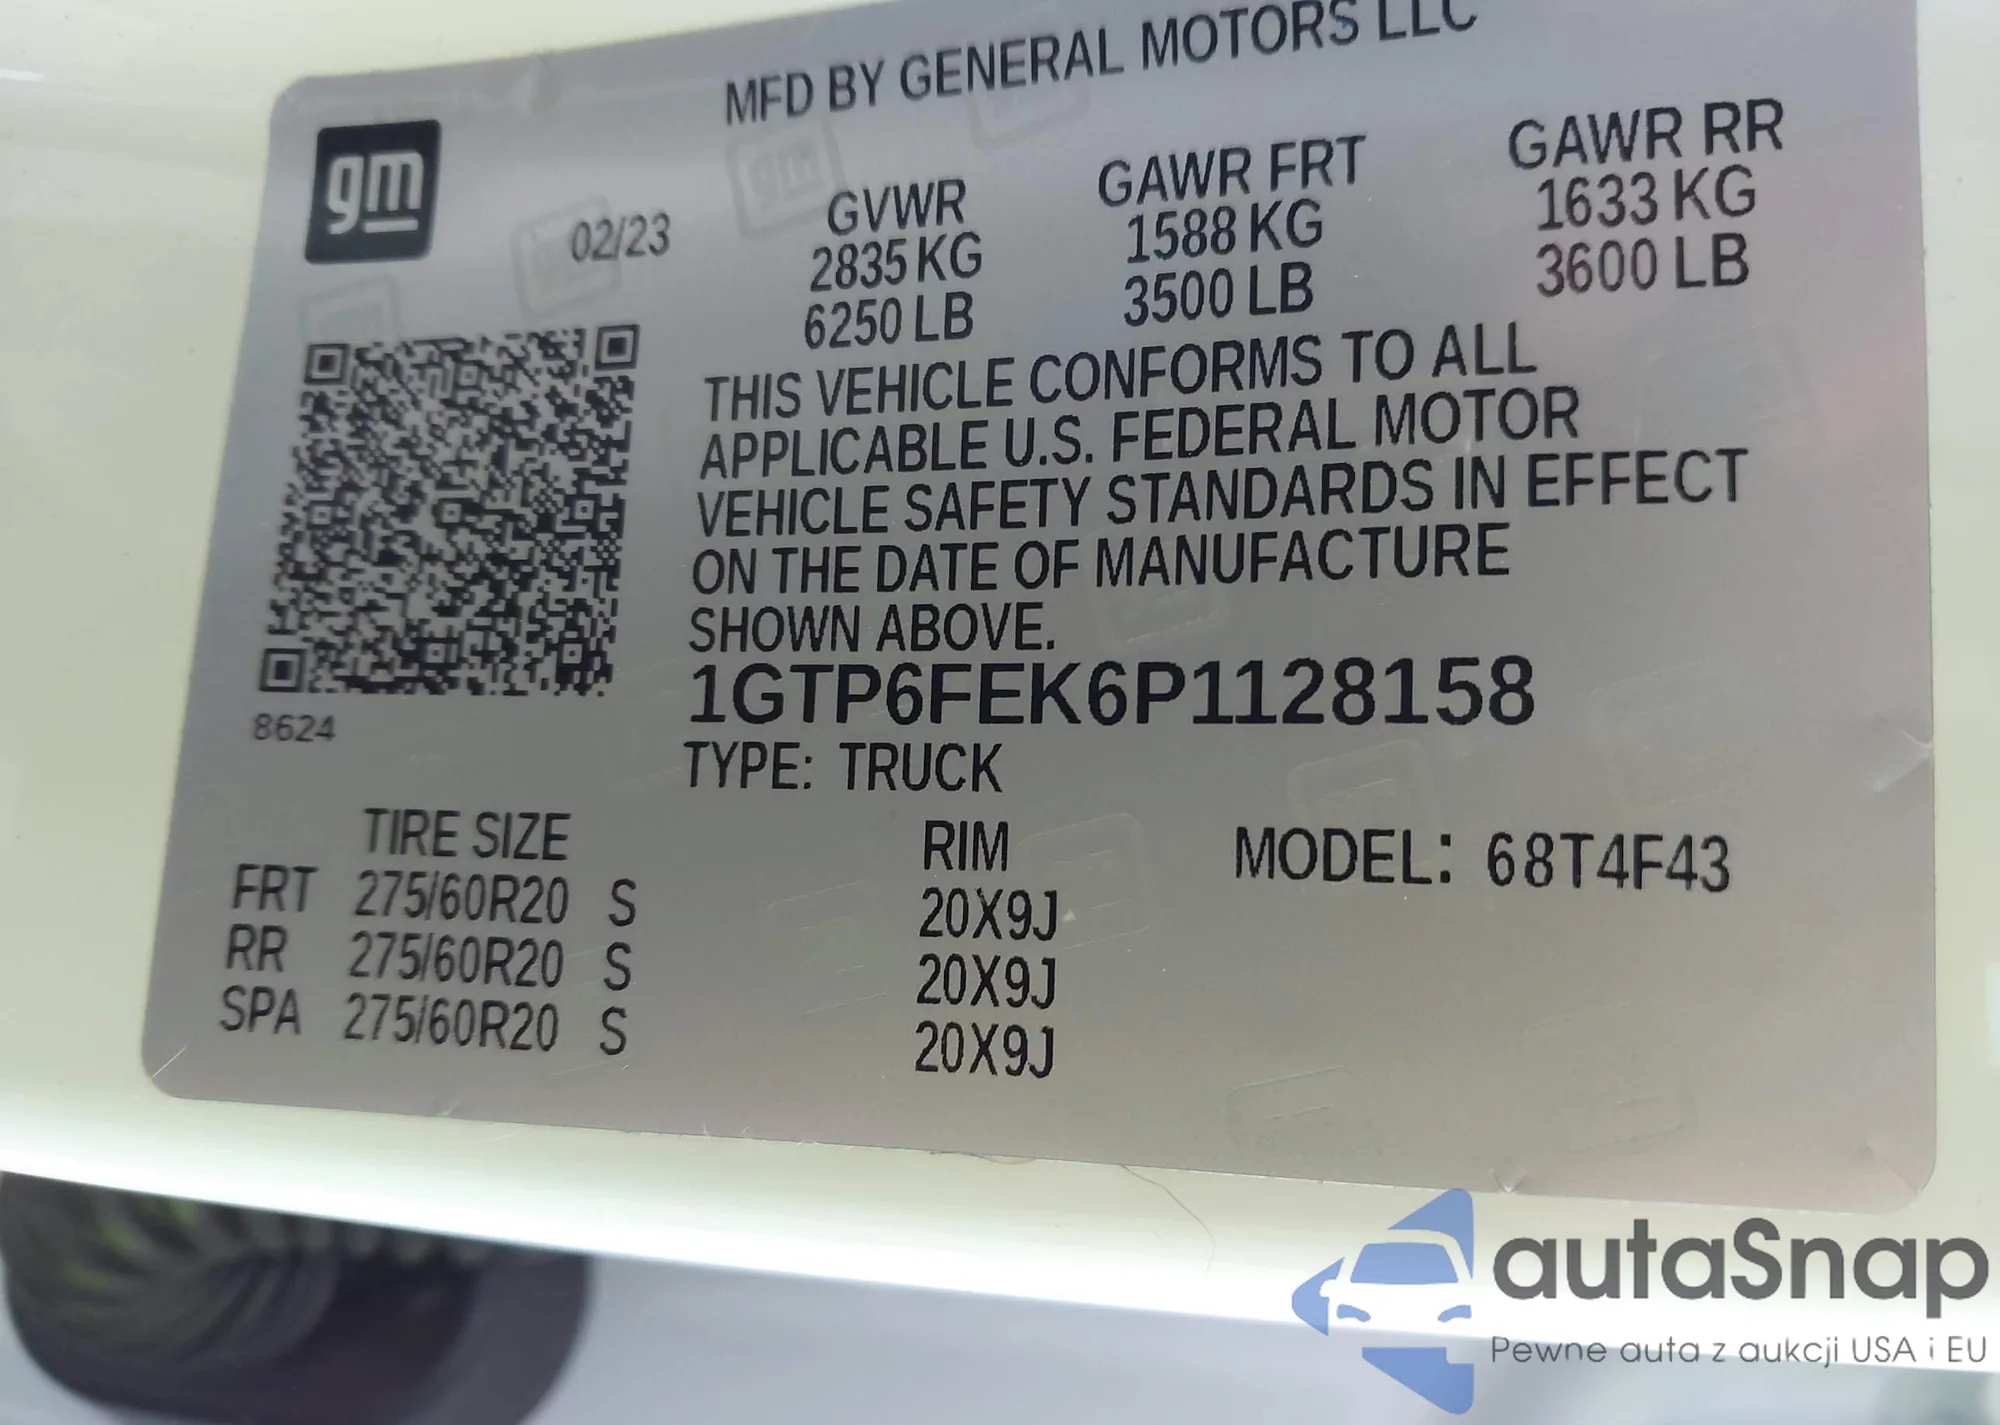 MFD BY GENERAL MOTORS LLC
gm
02/23
GVWR
2835 KG
6250 LB
GAWR FRT
1588 KG
3500 LB
GAWR RR
1633 KG
3600 LB
THIS VEHICLE CONFORMS TO ALL
APPLICABLE U.S. FEDERAL MOTOR
VEHICLE SAFETY STANDARDS IN EFFECT
ON THE DATE OF MANUFACTURE
SHOWN ABOVE.
8624
1GTP6FEK6P1128158
TYPE: TRUCK
TIRE SIZE RIM MODEL: 68T4F43
FRT 275/60R20 S 20X9J
RR 275/60R20 S 20X9J
SPA 275/60R20 S 20X9J
autaSnap
Pewne auta z aukcji USA i EU